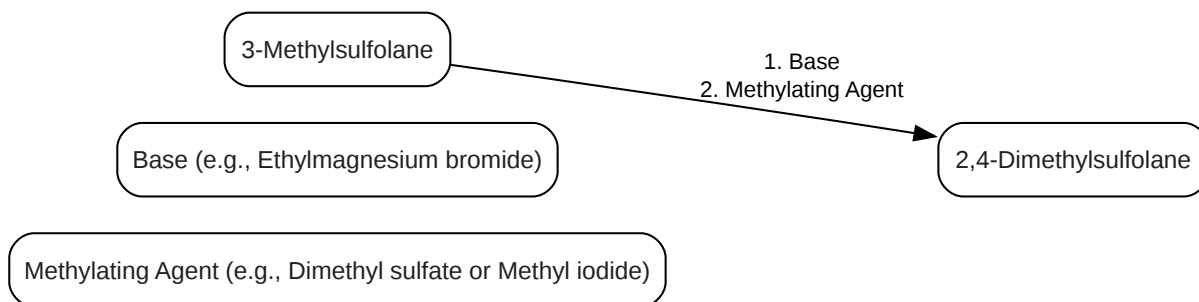 3-Methylsulfolane
1. Base
2. Methylating Agent
Base (e.g., Ethylmagnesium bromide)
2,4-Dimethylsulfolane
Methylating Agent (e.g., Dimethyl sulfate or Methyl iodide)